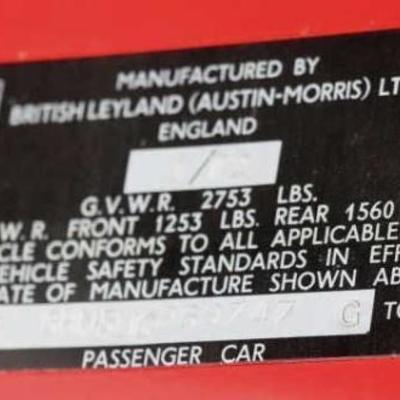 MANUFACTURED BY
BRITISH LEYLAND (AUSTIN-MORRIS) LT
ENGLAND
G.V.W.R. 2753 LBS.
W.R. FRONT 1253 LBS. REAR 1560
CLE CONFORMS TO ALL APPLICABLE
EHICLE SAFETY STANDARDS IN EFF
ATE OF MANUFACTURE SHOWN AB
G TO
PASSENGER CAR